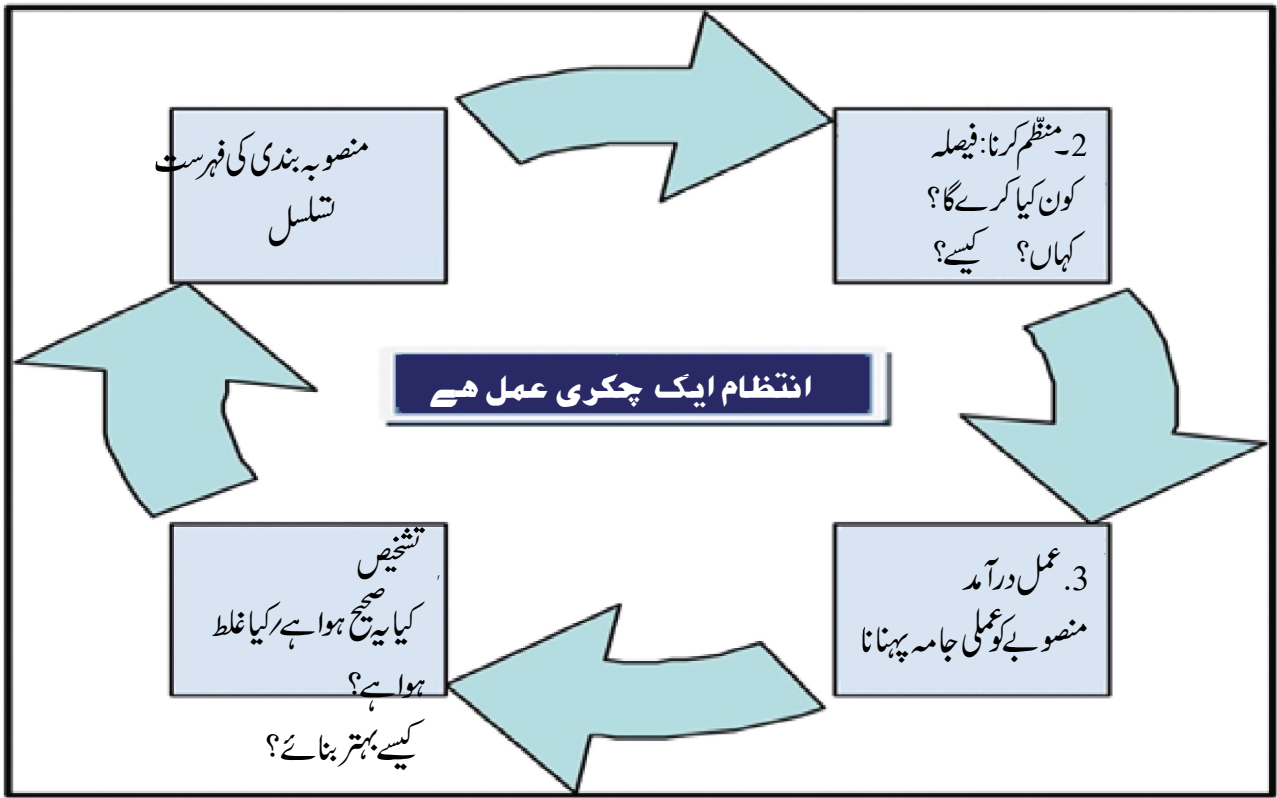 منصوبہ بندی کی فہرست
تسلسل
2۔منظّم کرنا:فیصلہ
کون کیا کرے گا؟
کہاں؟ کیسے؟
انتظام ایک چکری عمل ھے
3.عمل درآمد
منصوبے کو عملی جامہ پہنانا
تشخیص
کیا یہ صحیح ہوا ہے/کیا غلط
ہوا ہے؟
کیسے بہتر بنائے؟